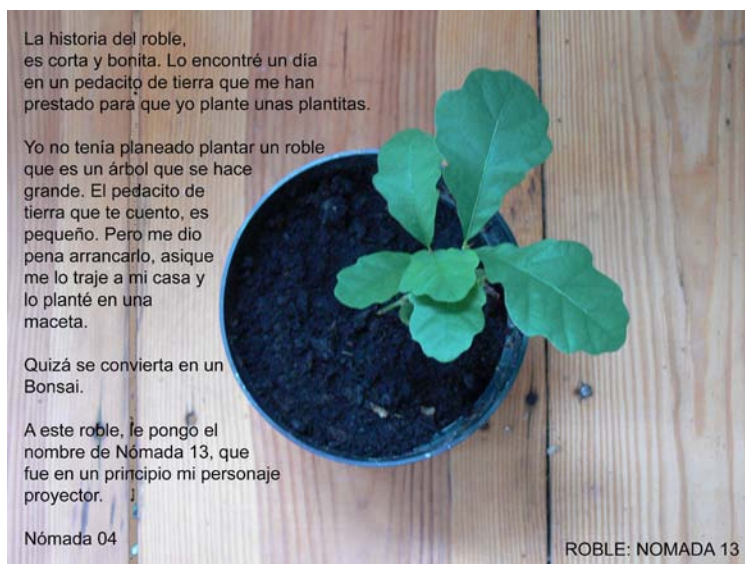 La historia del roble,
es corta y bonita. Lo encontré un día
en un pedacito de tierra que me han
prestado para que yo plante unas plantitas.
Yo no tenía planeado plantar un roble
que es un árbol que se hace
grande. El pedacito de
tierra que te cuento, es
pequeño. Pero me dio
pena arrancarlo, asique
me lo traje a mi casa y
lo planté en una
maceta.
Quizá se convierta en un
Bonsai.
A este roble, le pongo el
nombre de Nómada 13, que
fue en un principio mi personaje
proyector.
Nómada 04
ROBLE: NOMADA 13